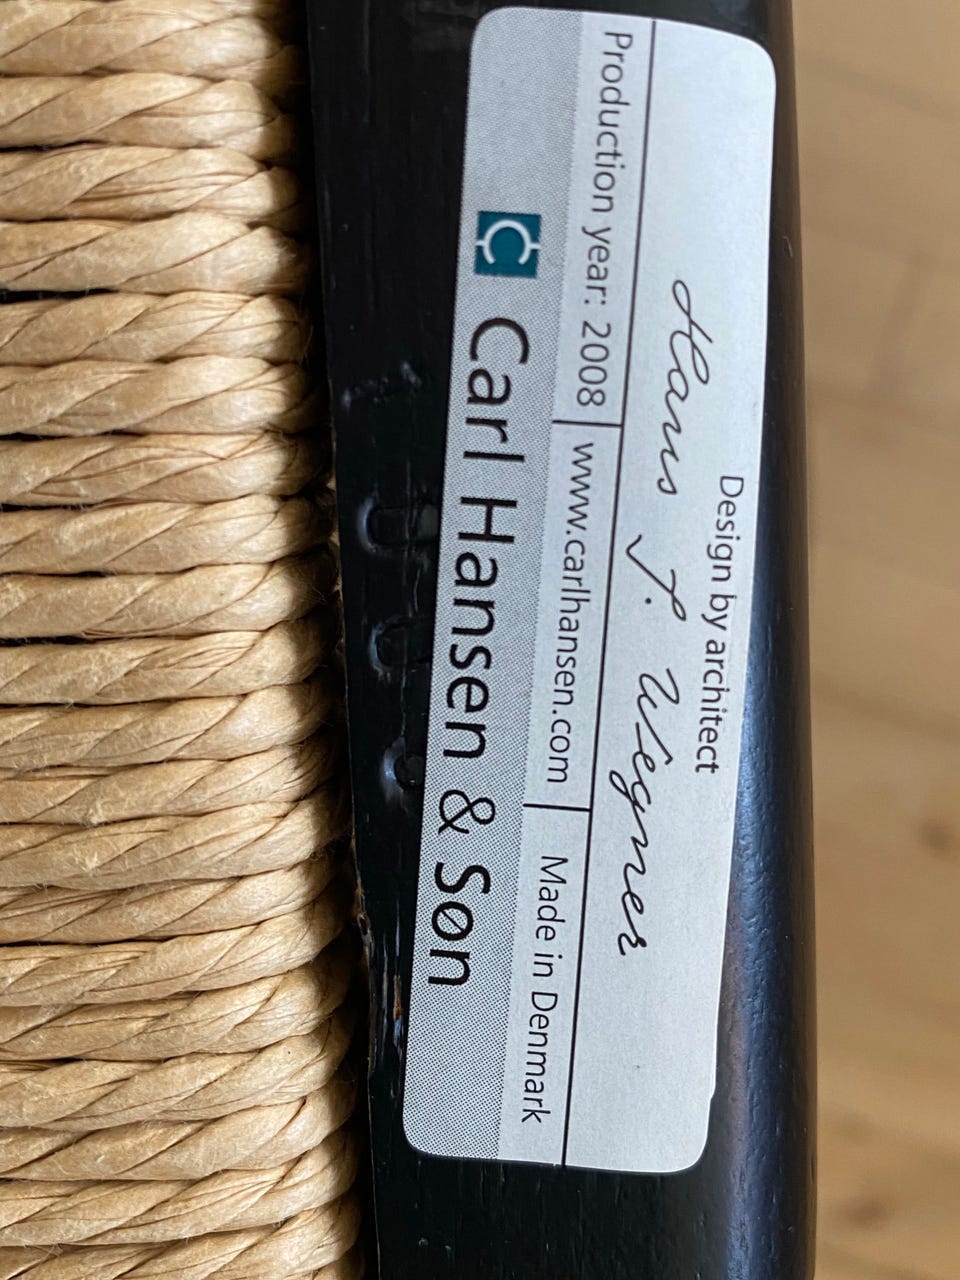 Design by architect
Hans J. Wegner
Production year: 2008
www.carlhansen.com
Made in Denmark
C Carl Hansen & Søn